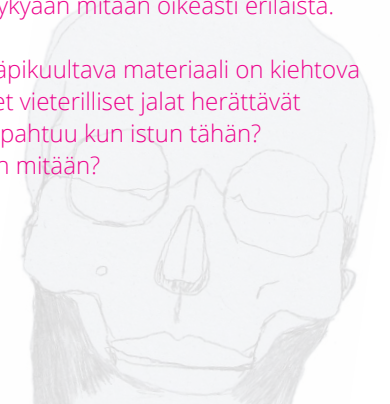 ykyään mitään oikeasti erilaista.
äpikuultava materiaali on kiehtova
et vieterilliset jalat herättävät
pahtuu kun istun tähän?
n mitään?